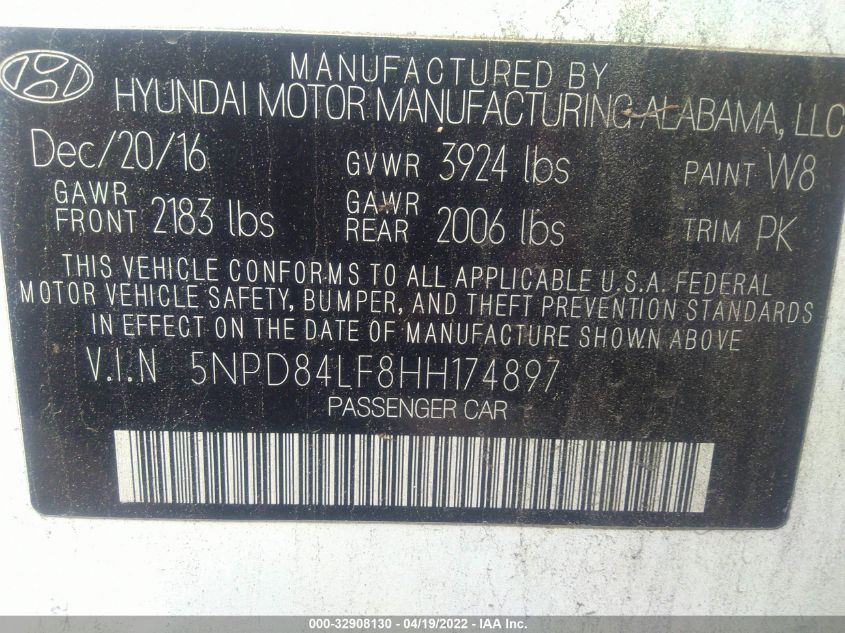 MANUFACTURED BY
HYUNDAI MOTOR MANUFACTURING ALABAMA, LLC
Dec/20/16 GVWR 3924 lbs PAINT W8
GAWR FRONT 2183 lbs GAWR REAR 2006 lbs TRIM PK
THIS VEHICLE CONFORMS TO ALL APPLICABLE U.S.A. FEDERAL
MOTOR VEHICLE SAFETY, BUMPER, AND THEFT PREVENTION STANDARDS
IN EFFECT ON THE DATE OF MANUFACTURE SHOWN ABOVE
V.I.N 5NPD84LF8HH174897
PASSENGER CAR
000-32908130 - 04/19/2022 - IAA Inc.